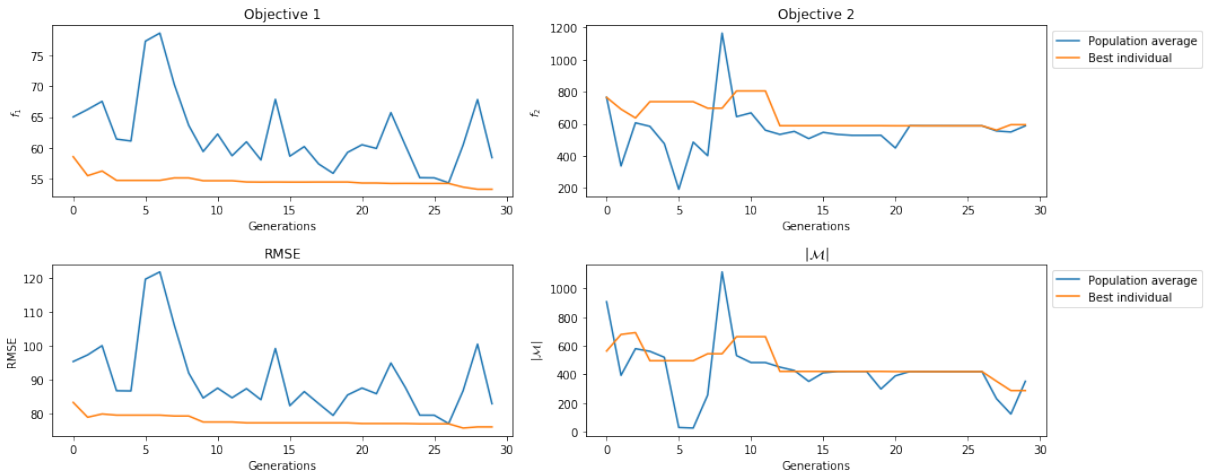 Objective 1
75
70
65
60
55
f₁
0 5 10 15 20 25 30
Generations
Objective 2
1200
1000
800
600
400
200
f₂
0 5 10 15 20 25 30
Generations
Population average
Best individual
RMSE
120
110
100
90
80
RMSE
0 5 10 15 20 25 30
Generations
|ℳ|
1000
800
600
400
200
0
|ℳ|
0 5 10 15 20 25 30
Generations
Population average
Best individual